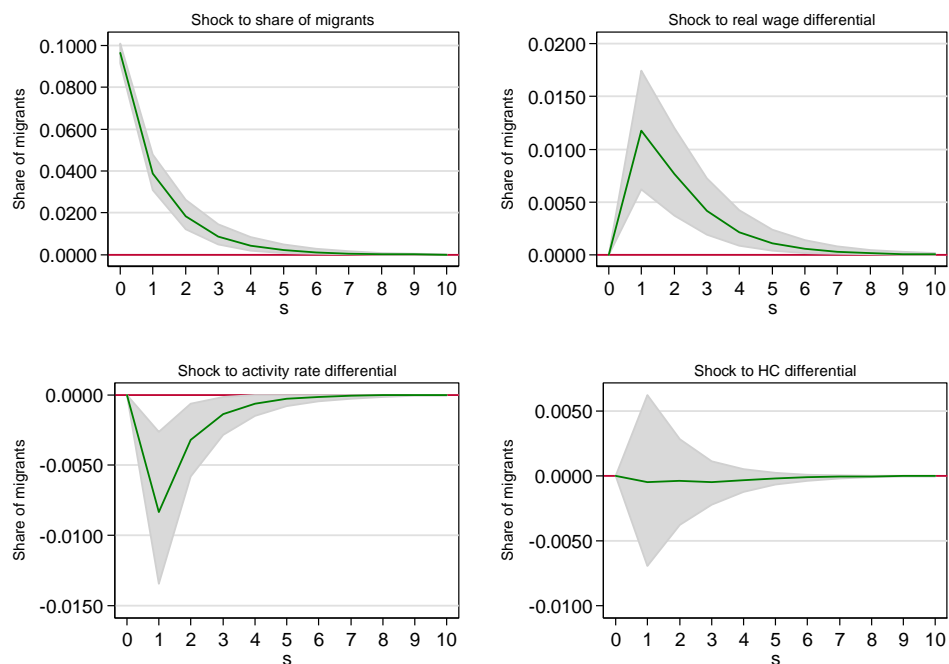 Shock to share of migrants
Share of migrants
0.1000
0.0800
0.0600
0.0400
0.0200
0.0000
0 1 2 3 4 5 6 7 8 9 10
s
Shock to real wage differential
Share of migrants
0.0200
0.0150
0.0100
0.0050
0.0000
0 1 2 3 4 5 6 7 8 9 10
s
Shock to activity rate differential
Share of migrants
0.0000
-0.0050
-0.0100
-0.0150
0 1 2 3 4 5 6 7 8 9 10
s
Shock to HC differential
Share of migrants
0.0050
0.0000
-0.0050
-0.0100
0 1 2 3 4 5 6 7 8 9 10
s